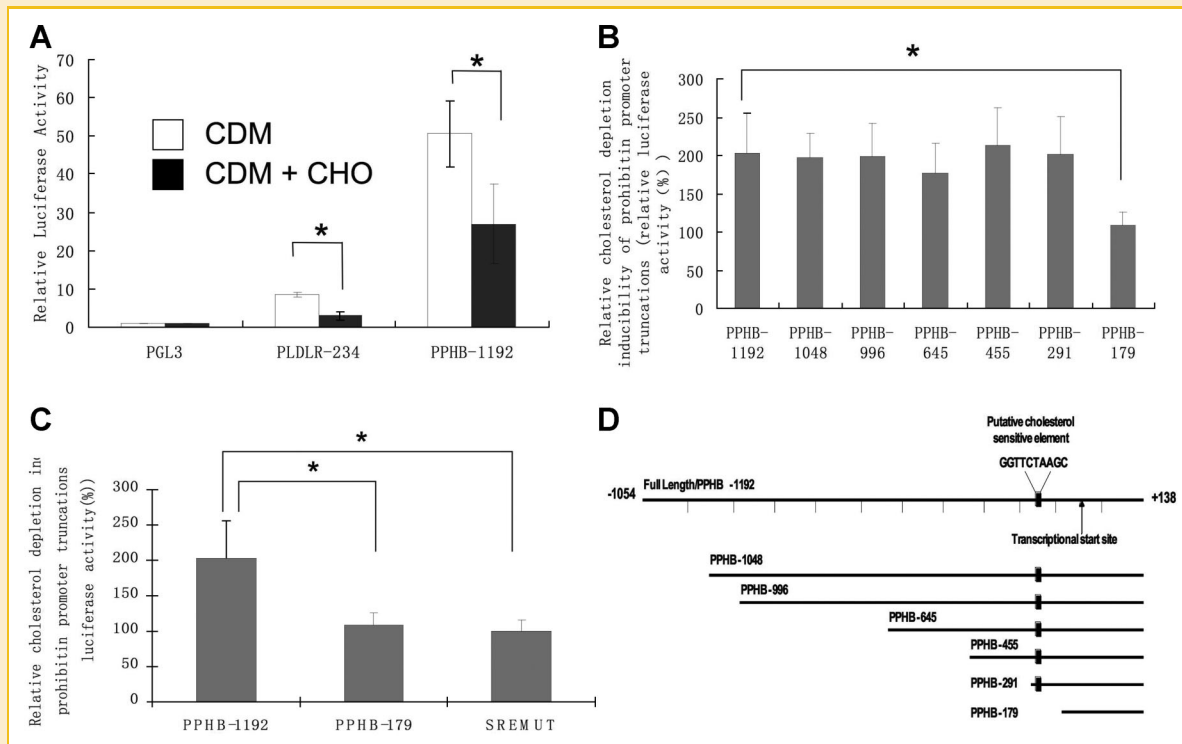 A
Relative Luciferase Activity
70
60
50
40
30
20
10
0
*
*
CDM
CDM + CHO
PGL3
PLDLR-234
PPHB-1192
B
Relative cholesterol depletion
inducibility of prohibitin promoter
truncations (relative luciferase
activity (%))
*
300
250
200
150
100
50
0
PPHB-
1192
PPHB-
1048
PPHB-
996
PPHB-
645
PPHB-
455
PPHB-
291
PPHB-
179
C
Relative cholesterol depletion ind
prohibitin promoter truncations
luciferase activity(%))
*
*
300
250
200
150
100
50
0
PPHB-1192
PPHB-179
SREMUT
D
Putative cholesterol
sensitive element
GGTTCTAAGC
-1054
Full Length/PPHB -1192
+138
Transcriptional start site
PPHB-1048
PPHB-996
PPHB-645
PPHB-455
PPHB-291
PPHB-179